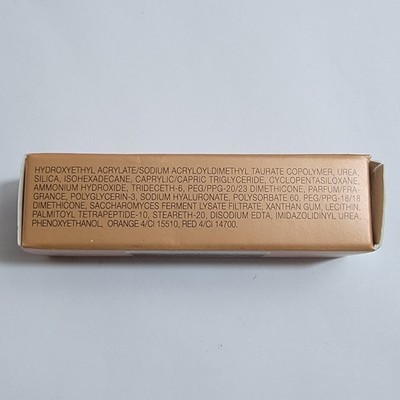 HYDROXYETHYL ACRYLATE/SODIUM ACRYLOYLDIMETHYL TAURATE COPOLYMER, UREA,
SILICA, ISOHEXADECANE, CAPRYLIC/CAPRIC TRIGLYCERIDE, CYCLOPENTASILOXANE,
AMMONIUM HYDROXIDE, TRIDECETH-6, PEG/PPG-20/23 DIMETHICONE, PARFUM/FRA-
GRANCE, POLYGLYCERIN-3, SODIUM HYALURONATE, POLYSORBATE 60, PEG/PPG-18/18
DIMETHICONE, SACCHAROMYCES FERMENT LYSATE FILTRATE, XANTHAN GUM, LECITHIN,
PALMITOYL TETRAPEPTIDE-10, STEARETH-20, DISODIUM EDTA, IMIDAZOLIDINYL UREA,
PHENOXYETHANOL, ORANGE 4/CI 15510, RED 4/CI 14700.